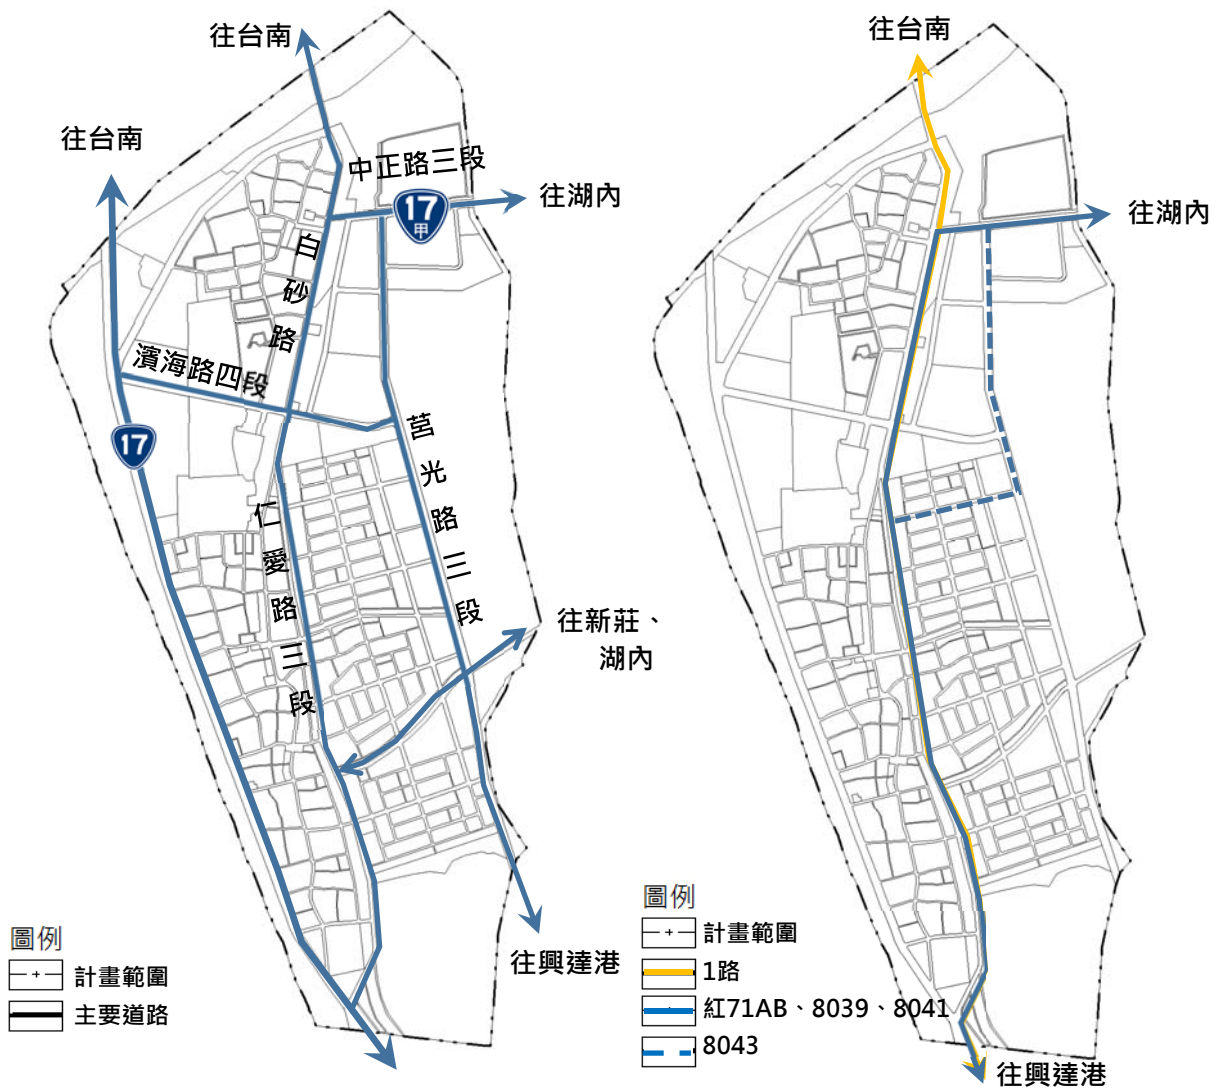 往台南
往台南
中正路三段
17
甲
往湖內
白砂路
濱海路四段
17
莒光路三段
仁愛路三段
往新莊、
湖內
往興達港
圖例
計畫範圍
主要道路
往台南
往湖內
圖例
計畫範圍
1路
紅71AB、8039、8041
8043
往興達港